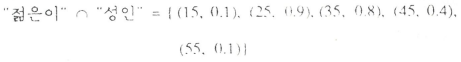 "젊은이" ∩ "성인" = { (15, 0.1), (25, 0.9), (35, 0.8), (45, 0.4),
(55, 0.1)}